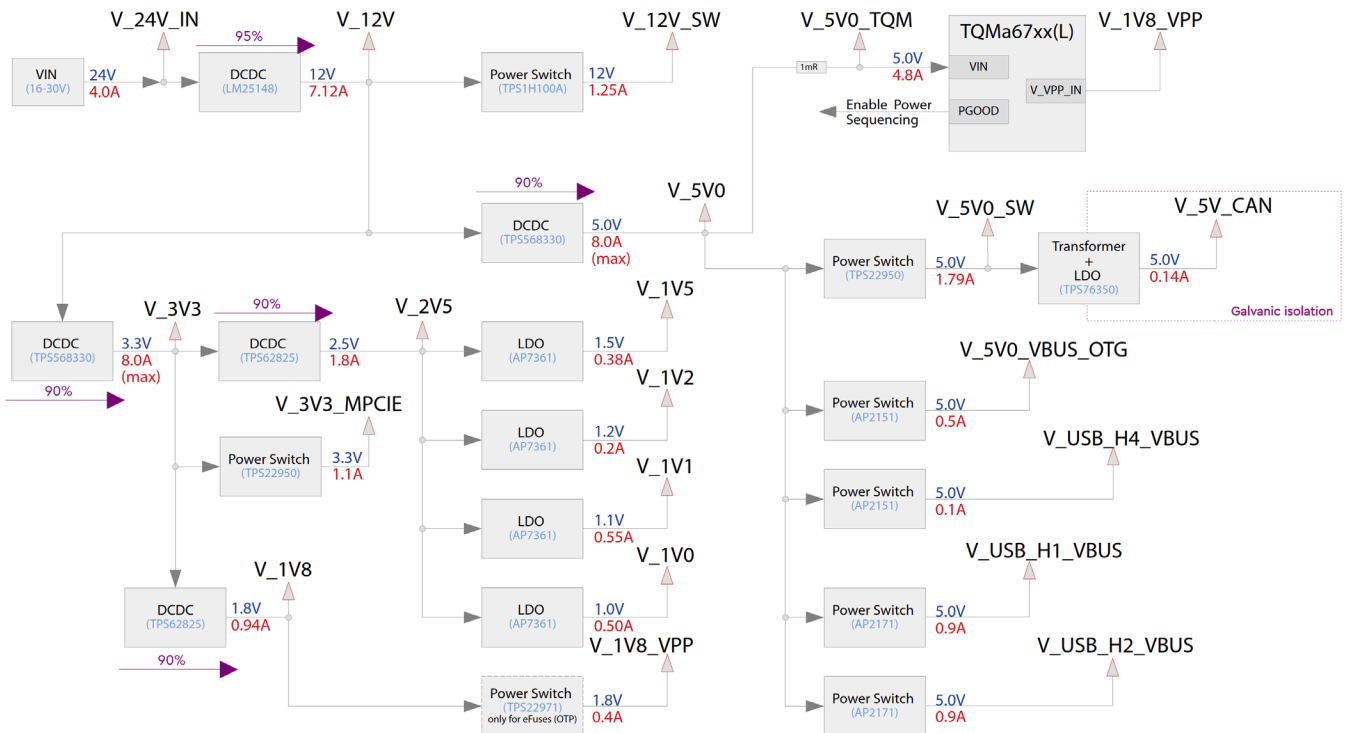 V_24V_IN
V_12V
V_12V_SW
V_5V0_TQM
TQMa67xx(L)
V_1V8_VPP
95%
VIN
(16-30V)
24V
4.0A
DCDC
(LM25148)
12V
7.12A
Power Switch
(TPS1H100A)
12V
1.25A
1mR
5.0V
4.8A
VIN
V_VPP_IN
PGOOD
Enable Power
Sequencing
90%
V_5V0
DCDC
(TPS568330)
5.0V
8.0A
(max)
V_5V0_SW
V_5V_CAN
Power Switch
(TPS22950)
5.0V
1.79A
Transformer
+
LDO
(TPS76350)
5.0V
0.14A
Galvanic isolation
V_3V3
90%
V_2V5
V_1V5
DCDC
(TPS568330)
3.3V
8.0A
(max)
90%
DCDC
(TPS62825)
2.5V
1.8A
LDO
(AP7361)
1.5V
0.38A
V_5V0_VBUS_OTG
Power Switch
(AP2151)
5.0V
0.5A
V_3V3_MPCIE
V_1V2
Power Switch
(TPS22950)
3.3V
1.1A
LDO
(AP7361)
1.2V
0.2A
V_USB_H4_VBUS
Power Switch
(AP2151)
5.0V
0.1A
V_1V1
LDO
(AP7361)
1.1V
0.55A
V_1V8
V_1V0
V_USB_H1_VBUS
DCDC
(TPS62825)
1.8V
0.94A
90%
LDO
(AP7361)
1.0V
0.50A
Power Switch
(AP2171)
5.0V
0.9A
V_1V8_VPP
V_USB_H2_VBUS
Power Switch
(TPS22971)
only for eFuses (OTP)
1.8V
0.4A
Power Switch
(AP2171)
5.0V
0.9A